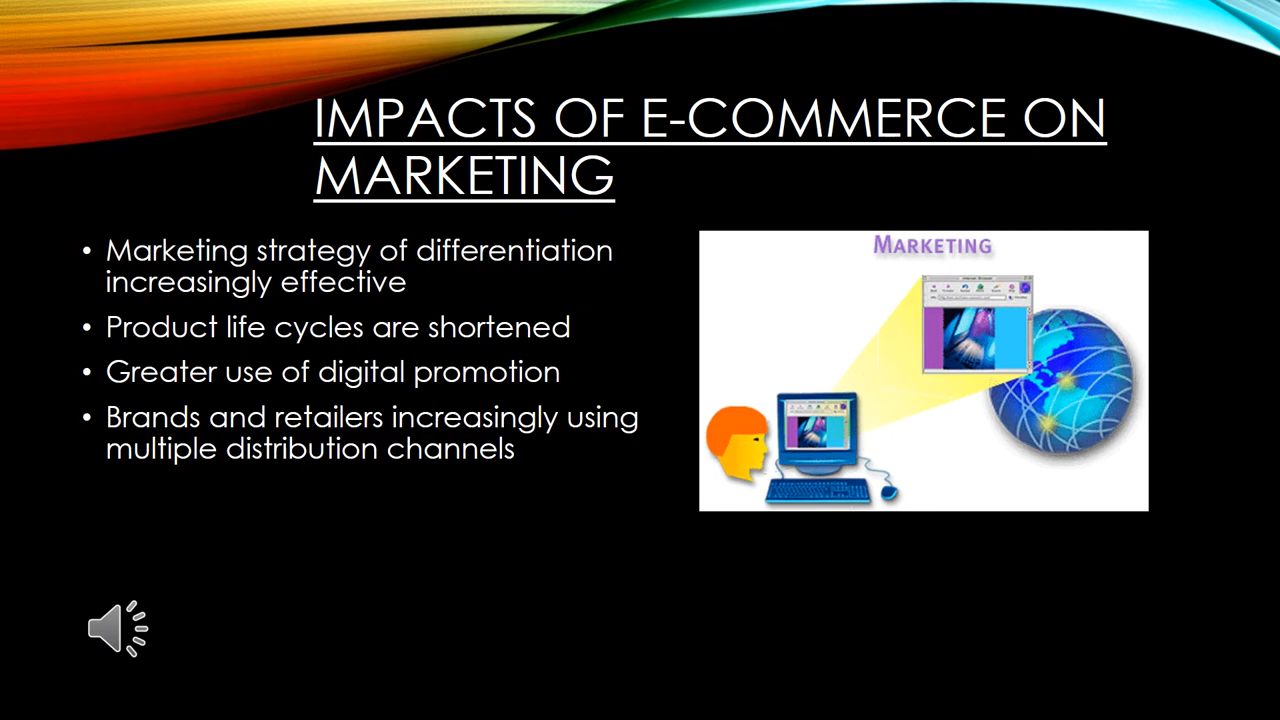 IMPACTS OF E-COMMERCE ON
MARKETING
• Marketing strategy of differentiation
increasingly effective
• Product life cycles are shortened
• Greater use of digital promotion
• Brands and retailers increasingly using
multiple distribution channels
MARKETING